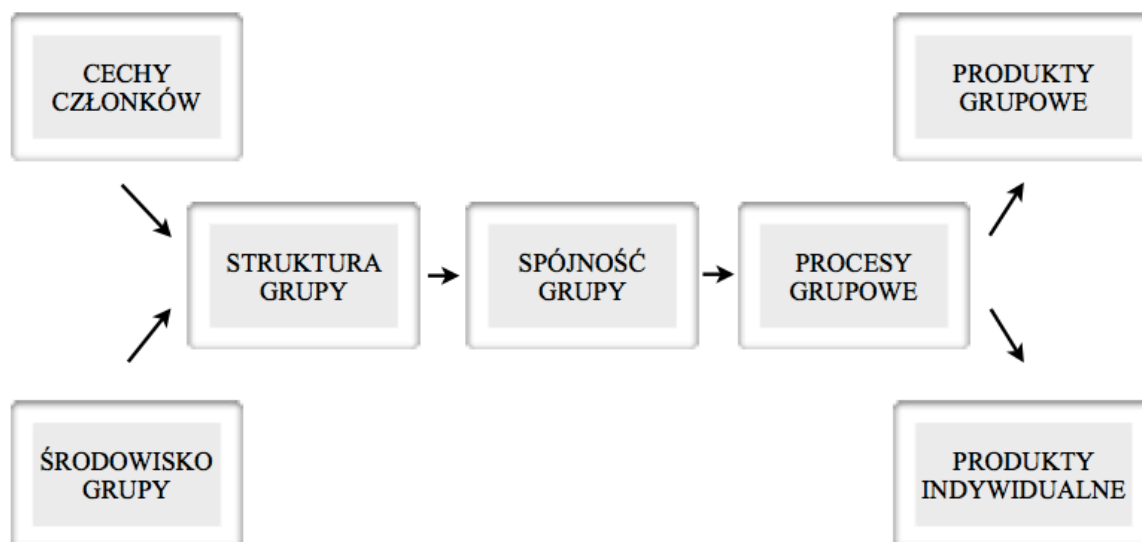 CECHY
CZŁONKÓW
PRODUKTY
GRUPOWE
STRUKTURA
GRUPY
SPÓJNOŚĆ
GRUPY
PROCESY
GRUPOWE
ŚRODOWISKO
GRUPY
PRODUKTY
INDYWIDUALNE